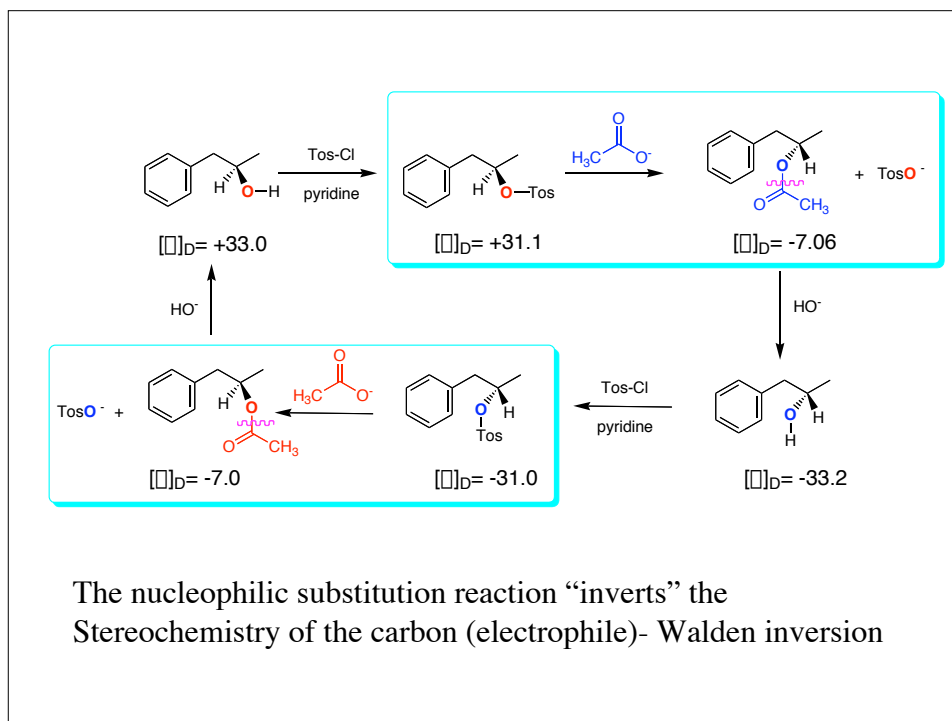 Tos-Cl
pyridine
O
H
O
H3C
O-
H
O
Tos
O
H
O
CH3
+ TosO -
[▯]D= +33.0
[▯]D= +31.1
[▯]D= -7.06
HO-
HO-
TosO - +
H
O
O
CH3
O
H3C
O-
O
H
Tos
Tos-Cl
pyridine
O
H
H
[▯]D= -7.0
[▯]D= -31.0
[▯]D= -33.2
The nucleophilic substitution reaction “inverts” the
Stereochemistry of the carbon (electrophile)- Walden inversion